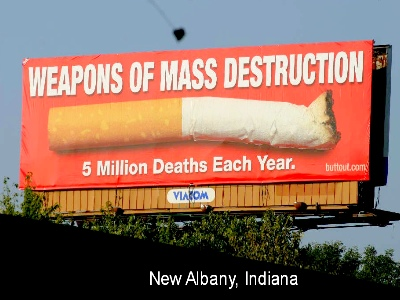 WEAPONS OF MASS DESTRUCTION
5 Million Deaths Each Year.
buttout.com
VIACOM
New Albany, Indiana